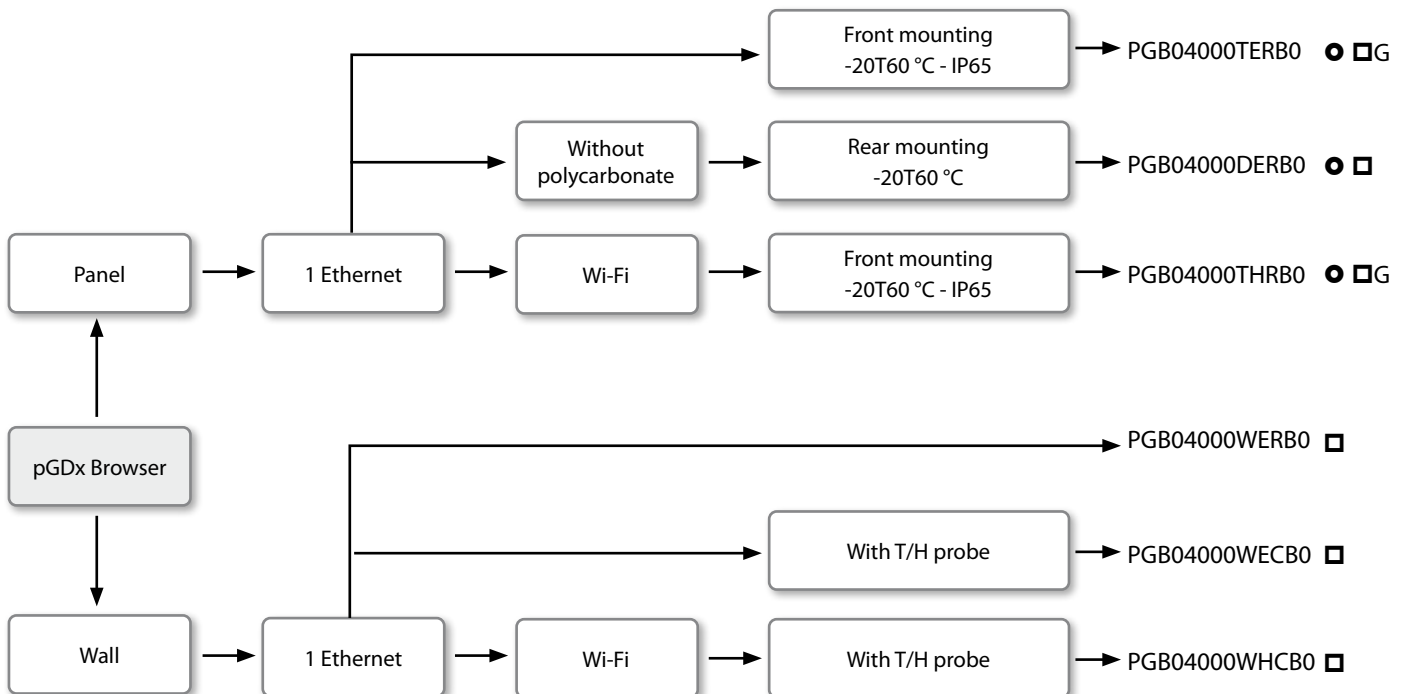 Front mounting
-20T60 °C - IP65
PGB04000TERB0 G
Without
polycarbonate
Rear mounting
-20T60 °C
PGB04000DERB0
Panel
1 Ethernet
Wi-Fi
Front mounting
-20T60 °C - IP65
PGB04000THRB0 G
pGDx Browser
PGB04000WERB0
With T/H probe
PGB04000WECB0
Wall
1 Ethernet
Wi-Fi
With T/H probe
PGB04000WHCB0